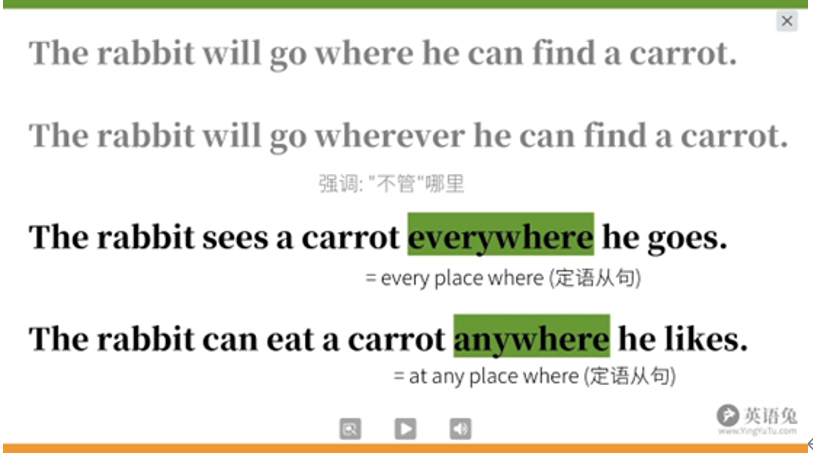 The rabbit will go where he can find a carrot.
The rabbit will go wherever he can find a carrot.
强调: "不管"哪里
The rabbit sees a carrot everywhere he goes.
= every place where (定语从句)
The rabbit can eat a carrot anywhere he likes.
= at any place where (定语从句)
英语兔
www.YingYuTu.com